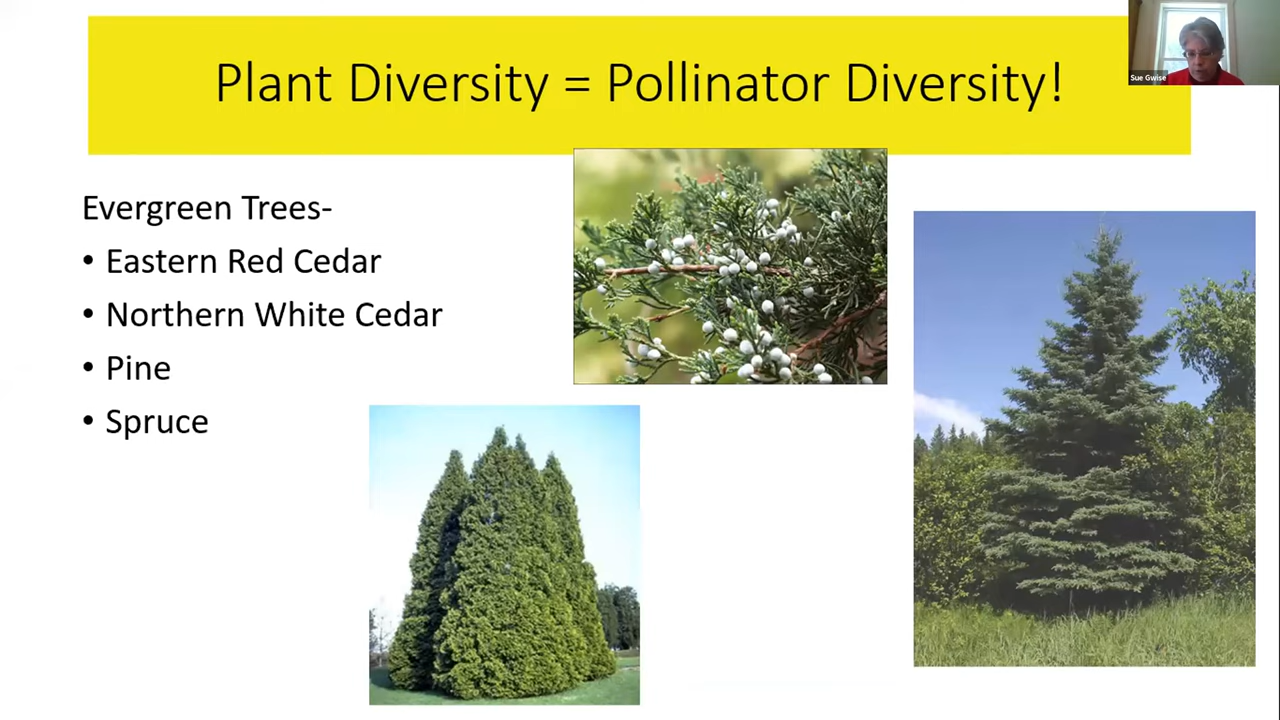 Plant Diversity = Pollinator Diversity!
Sue Gwise
Evergreen Trees-
• Eastern Red Cedar
• Northern White Cedar
• Pine
• Spruce